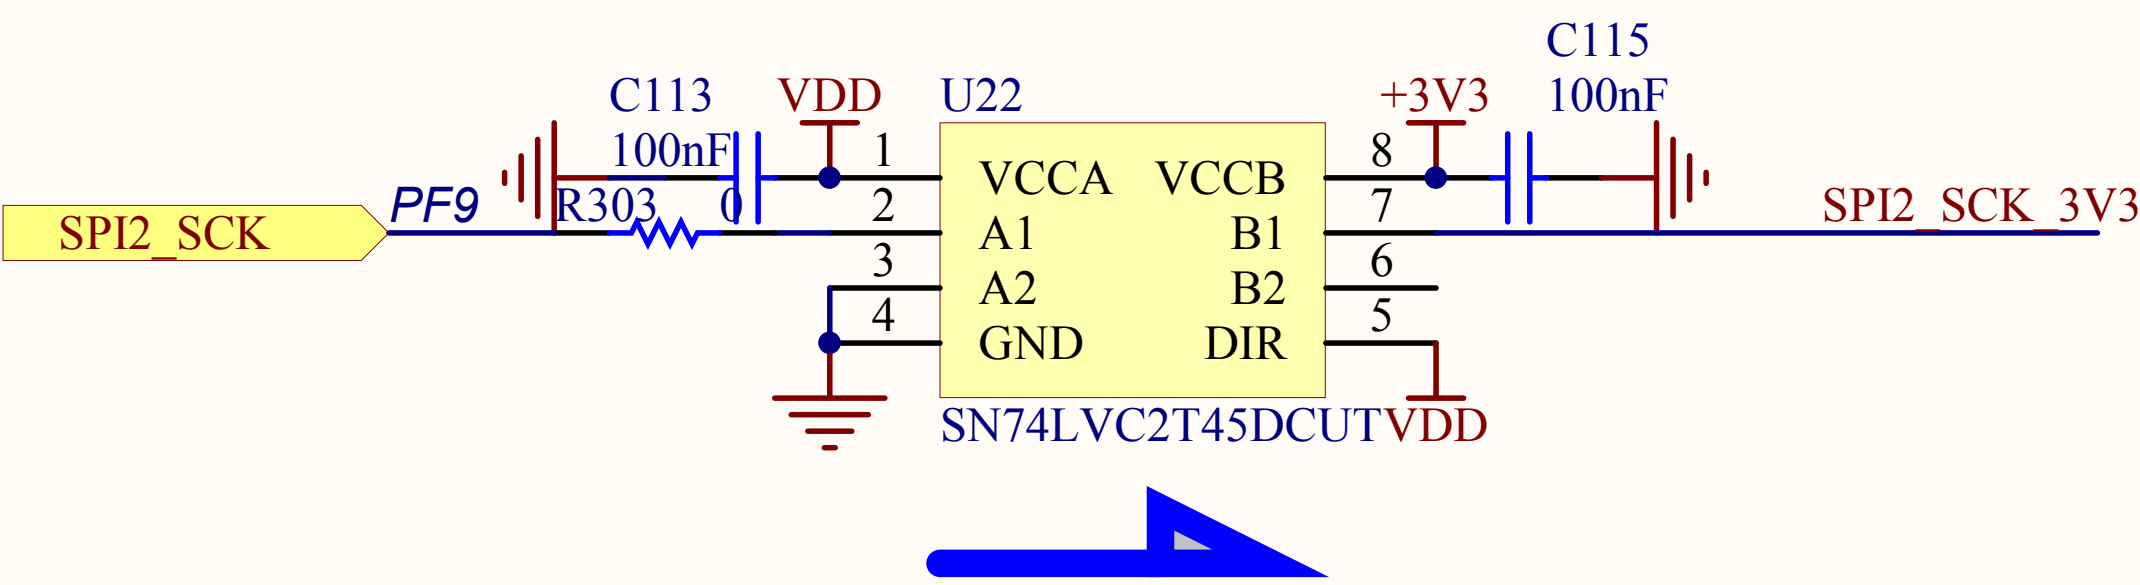 C115
C113 VDD U22 +3V3 100nF
100nF 1 8
VCCA VCCB
PF9 R303 0 2 7 SPI2_SCK_3V3
SPI2_SCK A1 B1
3 6
A2 B2
4 5
GND DIR
SN74LVC2T45DCUT VDD